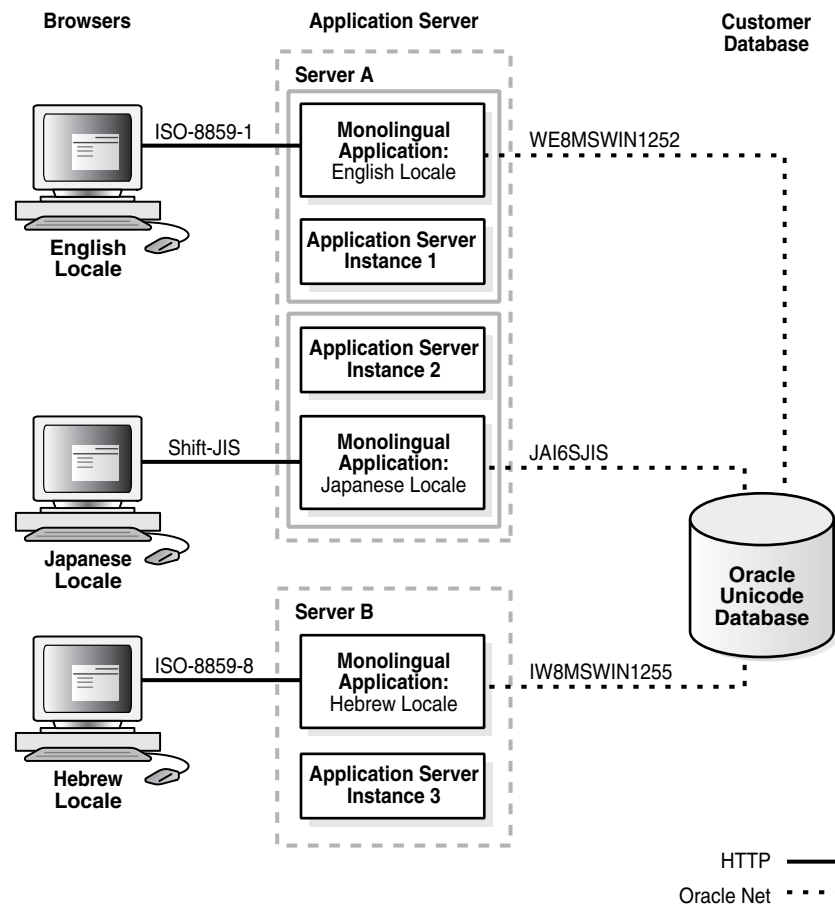 Browsers
Application Server
Customer
Database
Server A
ISO-8859-1
Monolingual
Application:
English Locale
WE8MSWIN1252
English
Locale
Application Server
Instance 1
Application Server
Instance 2
Shift-JIS
Monolingual
Application:
Japanese Locale
JAI6SJIS
Japanese
Locale
Oracle
Unicode
Database
Server B
ISO-8859-8
Monolingual
Application:
Hebrew Locale
IW8MSWIN1255
Hebrew
Locale
Application Server
Instance 3
HTTP
Oracle Net